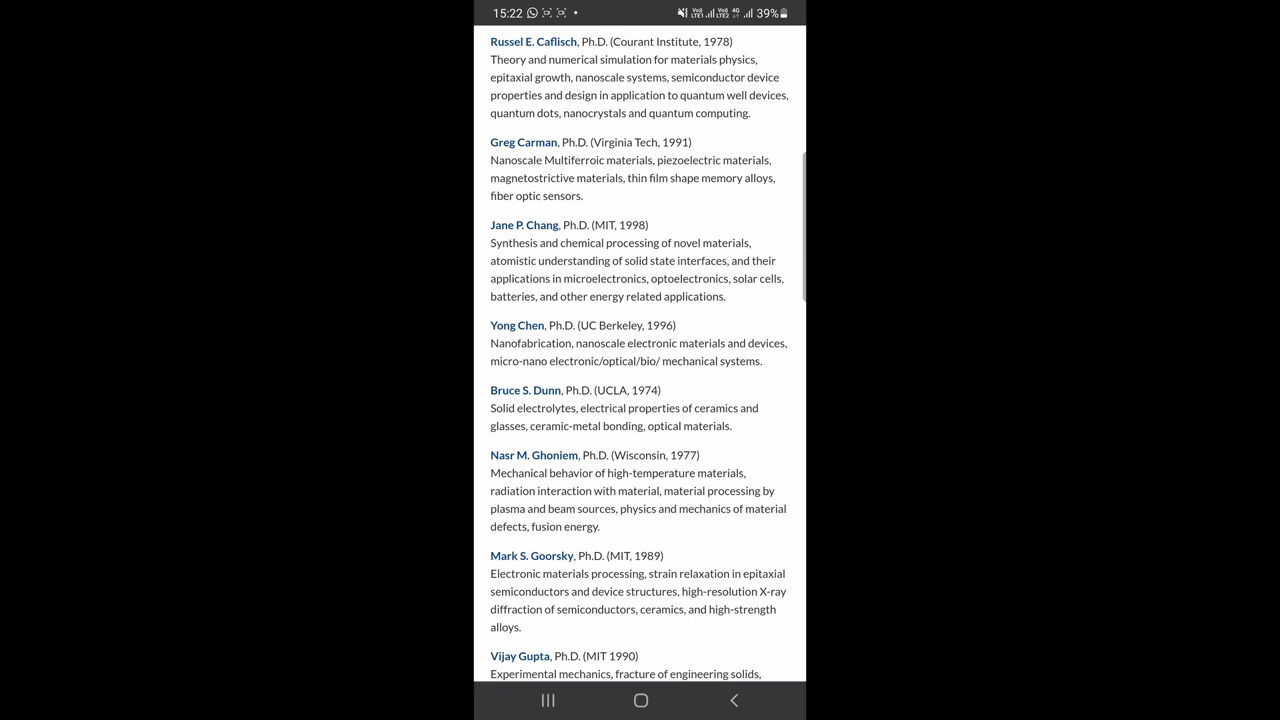 15:22
Vo) LTE1 Vo) LTE2 4G 39%
Russel E. Caflisch, Ph.D. (Courant Institute, 1978)
Theory and numerical simulation for materials physics,
epitaxial growth, nanoscale systems, semiconductor device
properties and design in application to quantum well devices,
quantum dots, nanocrystals and quantum computing.
Greg Carman, Ph.D. (Virginia Tech, 1991)
Nanoscale Multiferroic materials, piezoelectric materials,
magnetostrictive materials, thin film shape memory alloys,
fiber optic sensors.
Jane P. Chang, Ph.D. (MIT, 1998)
Synthesis and chemical processing of novel materials,
atomistic understanding of solid state interfaces, and their
applications in microelectronics, optoelectronics, solar cells,
batteries, and other energy related applications.
Yong Chen, Ph.D. (UC Berkeley, 1996)
Nanofabrication, nanoscale electronic materials and devices,
micro-nano electronic/optical/bio/ mechanical systems.
Bruce S. Dunn, Ph.D. (UCLA, 1974)
Solid electrolytes, electrical properties of ceramics and
glasses, ceramic-metal bonding, optical materials.
Nasr M. Ghoniem, Ph.D. (Wisconsin, 1977)
Mechanical behavior of high-temperature materials,
radiation interaction with material, material processing by
plasma and beam sources, physics and mechanics of material
defects, fusion energy.
Mark S. Goorsky, Ph.D. (MIT, 1989)
Electronic materials processing, strain relaxation in epitaxial
semiconductors and device structures, high-resolution X-ray
diffraction of semiconductors, ceramics, and high-strength
alloys.
Vijay Gupta, Ph.D. (MIT 1990)
Experimental mechanics, fracture of engineering solids,